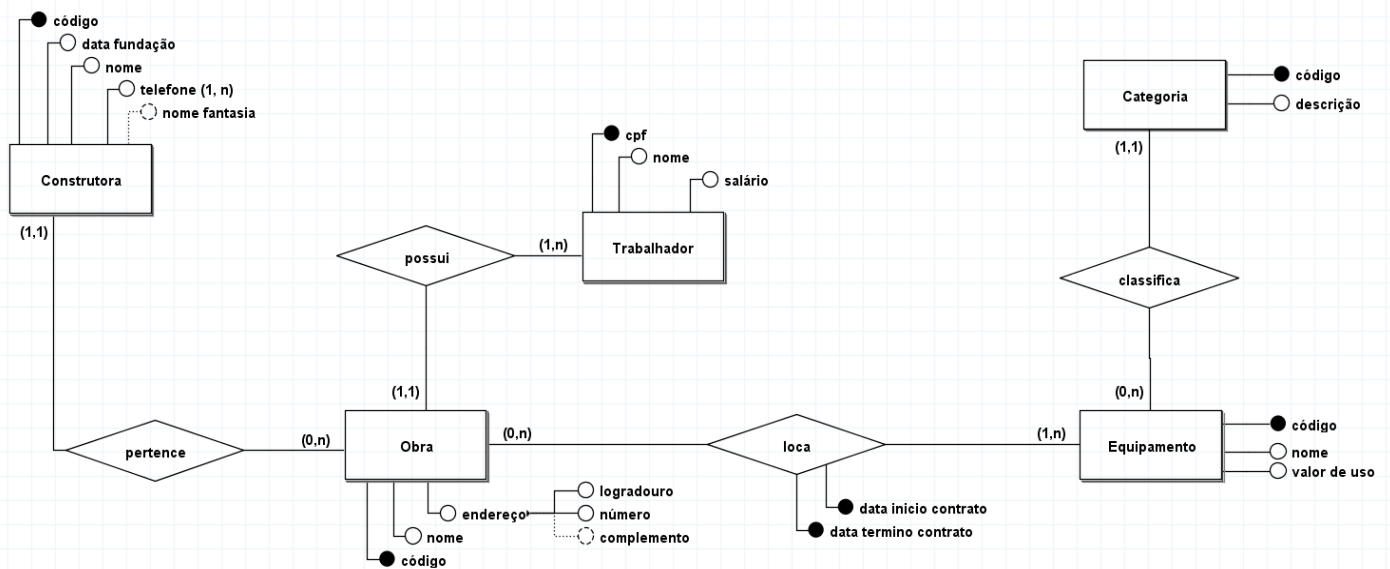 código
data fundação
nome
telefone (1, n)
nome fantasia
Construtora
(1,1)
pertence
(0,n)
possui
(1,n)
(1,1)
cpf
nome
salário
Trabalhador
Obra
(0,n)
endereço
logradouro
número
complemento
nome
código
loca
data inicio contrato
data termino contrato
(1,n)
Categoria
código
descrição
(1,1)
classifica
(0,n)
Equipamento
código
nome
valor de uso